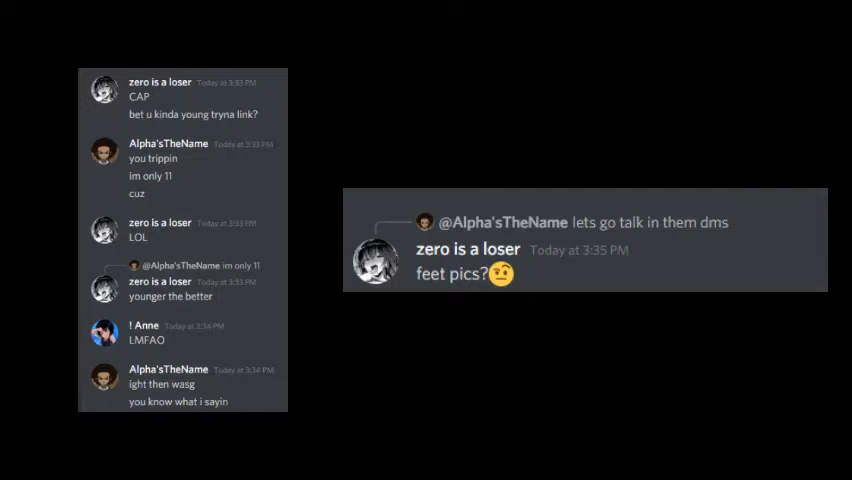 zero is a loser Today at 3:33 PM
CAP
bet u kinda young tryna link?
Alpha'sTheName Today at 3:33 PM
you trippin
im only 11
cuz
zero is a loser Today at 3:33 PM
LOL
@Alpha'sTheName im only 11
zero is a loser Today at 3:33 PM
younger the better
! Anne Today at 3:34 PM
LMFAO
Alpha'sTheName Today at 3:34 PM
ight then wasg
you know what i sayin
@Alpha'sTheName lets go talk in them dms
zero is a loser Today at 3:35 PM
feet pics?🤨